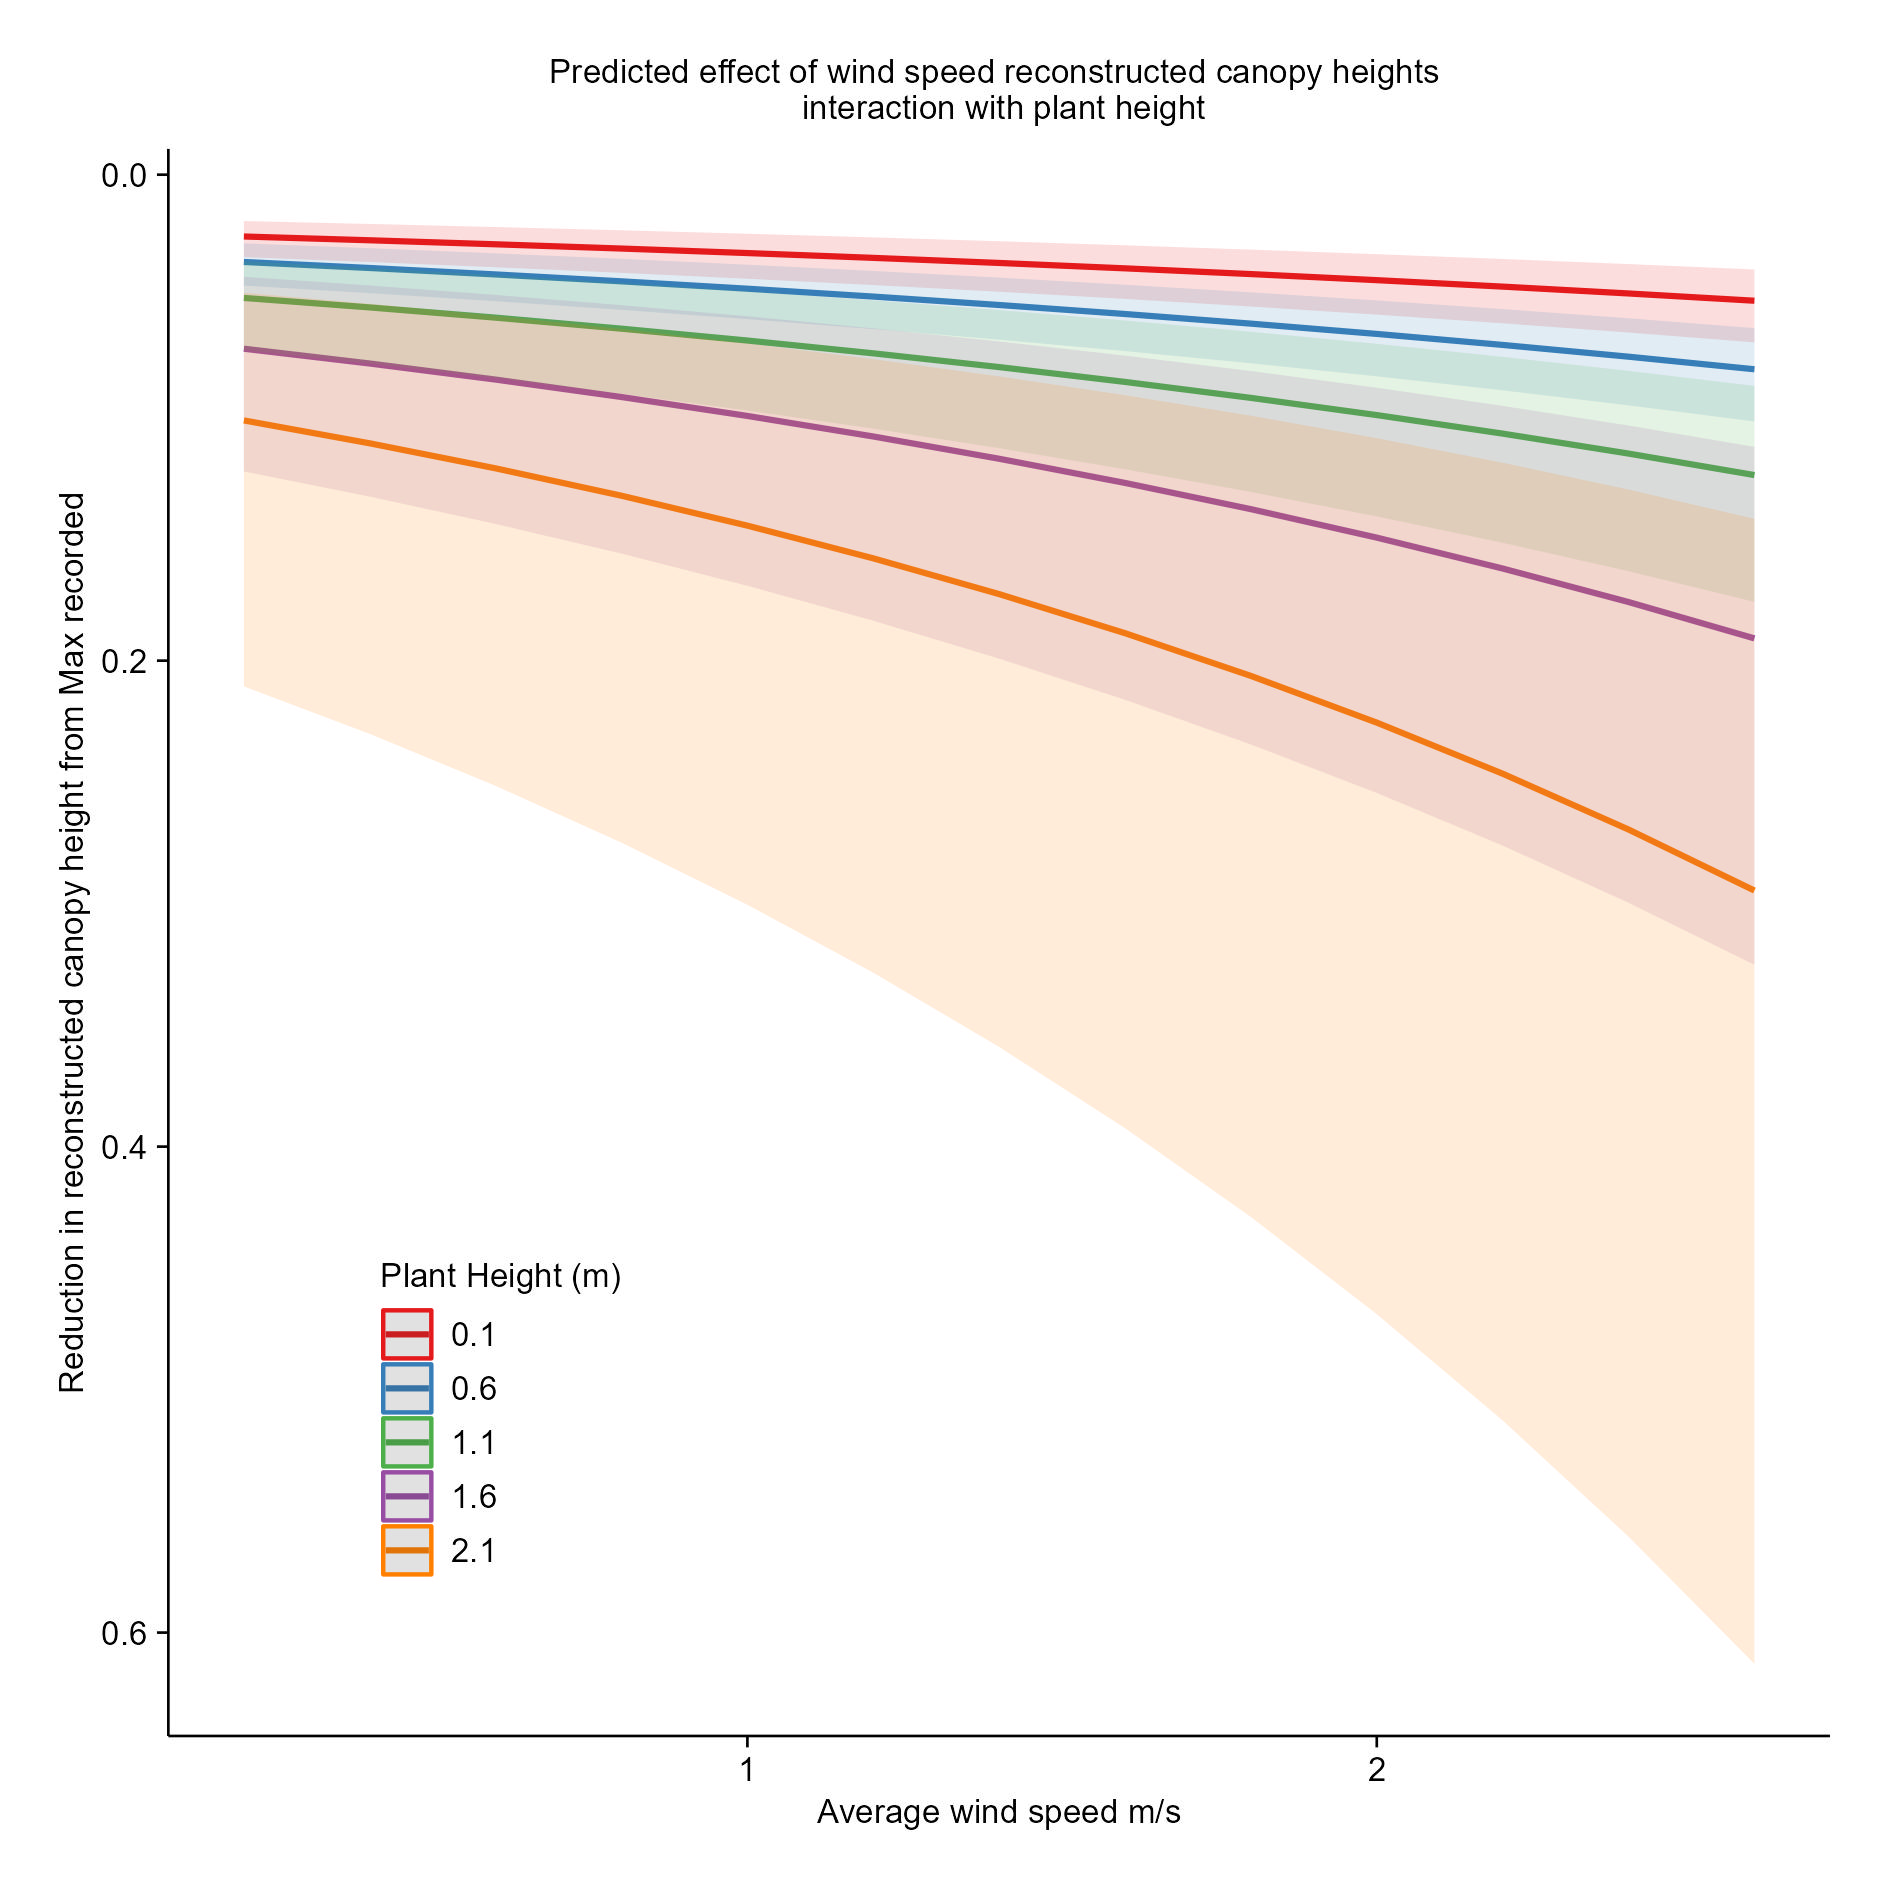 Predicted effect of wind speed reconstructed canopy heights
interaction with plant height
Reduction in reconstructed canopy height from Max recorded
0.0
0.2
0.4
0.6
Plant Height (m)
0.1
0.6
1.1
1.6
2.1
1
2
Average wind speed m/s